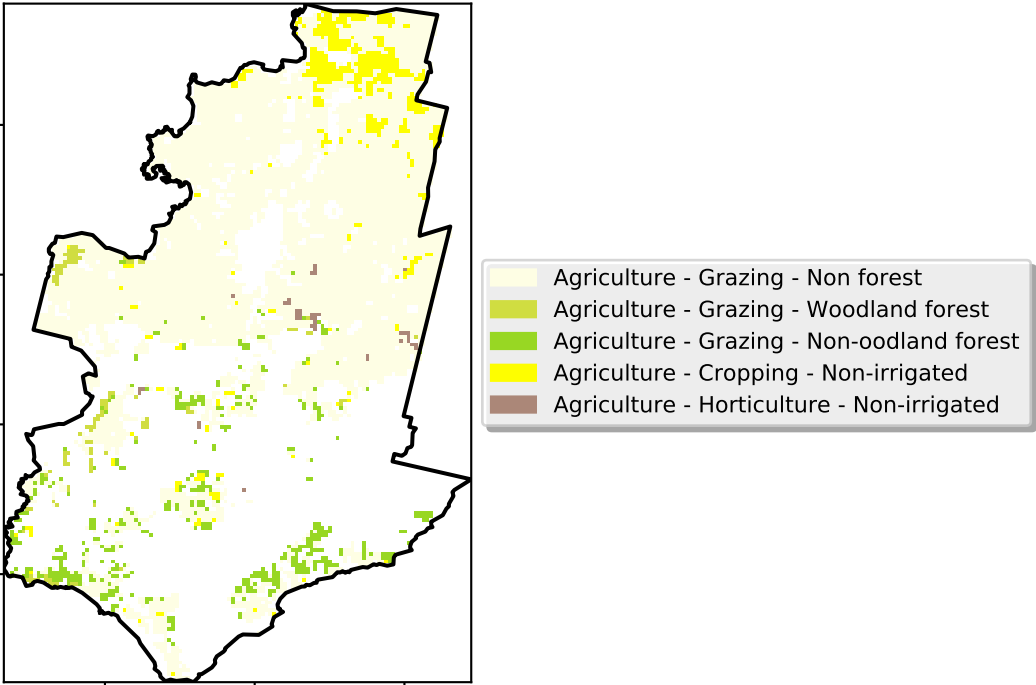 Agriculture - Grazing - Non forest
Agriculture - Grazing - Woodland forest
Agriculture - Grazing - Non-oodland forest
Agriculture - Cropping - Non-irrigated
Agriculture - Horticulture - Non-irrigated